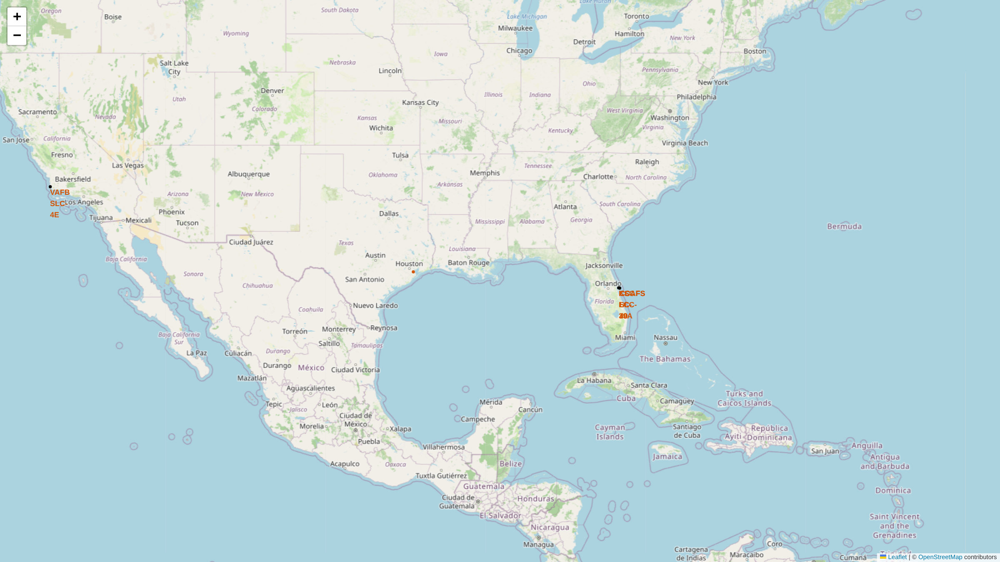 +
−
Oregon
Boise
South Dakota
Wyoming
Lake Huron
Lake Michigan
Toronto
Milwaukee
Hamilton
Detroit
New York
Chicago
Boston
Iowa
Salt Lake
City
Nebraska
Lincoln
Pennsylvania
New York
Ohio
Denver
Utah
Illinois
Indiana
Philadelphia
Kansas City
Sacramento
Nevada
Colorado
Kansas
Missouri
West Virginia
Washington
Wichita
Virginia
Kentucky
San Jose
California
Virginia Beach
Fresno
Las Vegas
Tulsa
Raleigh
Albuquerque
Oklahoma
Memphis
Tennessee
Charlotte
North Carolina
Bakersfield
Arkansas
VAFB
SLC-
4E
Los Angeles
Arizona
New Mexico
Phoenix
Dallas
Atlanta
South Carolina
Tijuana
Mexicali
Tucson
Mississippi
Alabama
Georgia
Bermuda
Ciudad Juárez
Texas
Louisiana
Austin
Houston
Baton Rouge
Baja California
Jacksonville
Sonora
Chihuahua
San Antonio
Orlando
Florida
CCAFS
SLC-
40
KSC
LC-
39A
Coahuila
Nuevo Laredo
Torreón
Monterrey
Reynosa
Saltillo
Tamaulipas
Miami
Nassau
Baja California
Sur
La Paz
Culiacán
Durango
Durango
México
Ciudad Victoria
The Bahamas
Mazatlán
Aguascalientes
La Habana
Santa Clara
Cuba
Camagüey
Turks and
Caicos Islands
Tepic
León
Jalisco
Mérida
Cancún
Ciudad de
México
Campeche
Morelia
Xalapa
Puebla
Cayman
Islands
Santiago
de Cuba
Ayiti
República
Dominicana
Villahermosa
San Juan
Anguilla
Jamaica
Antigua
and Barbuda
Acapulco
Oaxaca
Belize
Tuxtla Gutiérrez
Guatemala
Dominica
Ciudad de
Guatemala
Honduras
El Salvador
Nicaragua
Saint Vincent
and the
Grenadines
Managua
Cartagena
de Indias
Maracaibo
Coro
Cumaná
Trinidad
Leaflet | © OpenStreetMap contributors